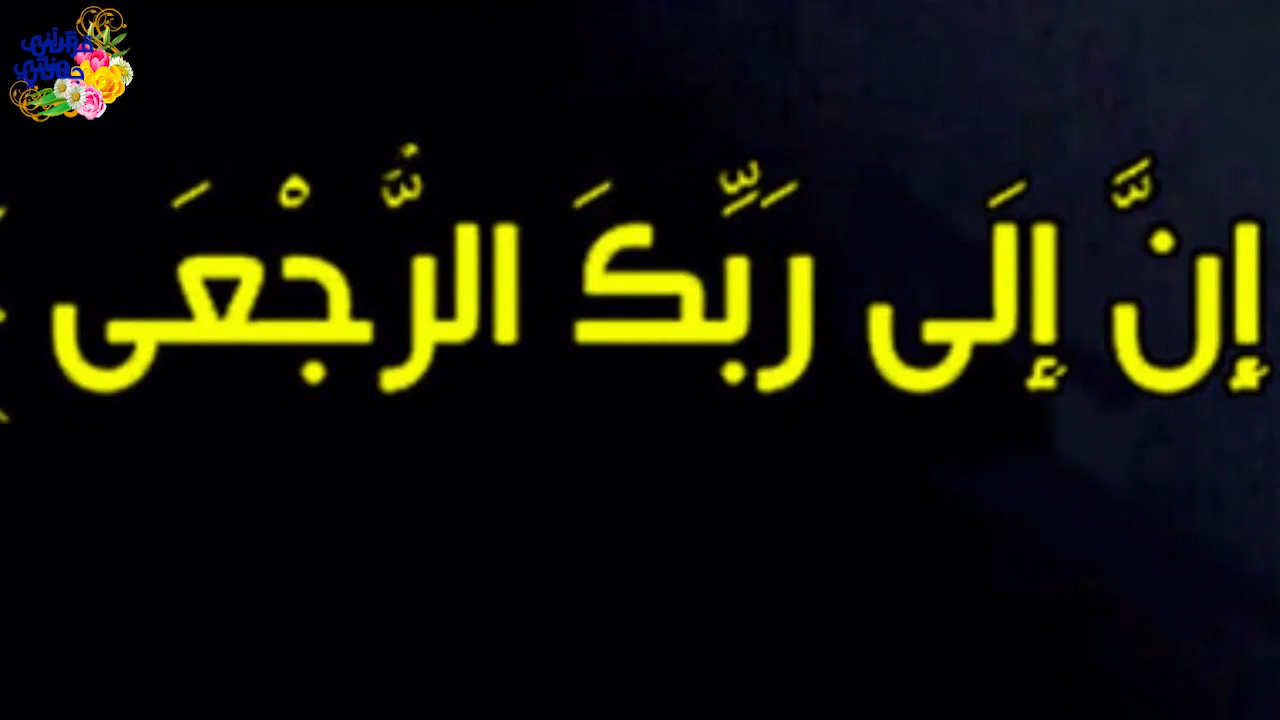 إِنَّ إِلَى رَبِّكَ الرُّجْعَى